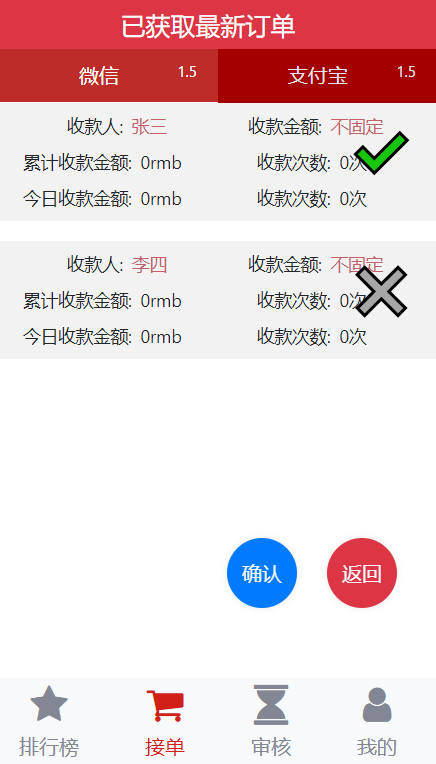 已获取最新订单
微信 1.5 支付宝 1.5
收款人: 张三 收款金额: 不固定
累计收款金额: 0rmb 收款次数: 0次
今日收款金额: 0rmb 收款次数: 0次
收款人: 李四 收款金额: 不固定
累计收款金额: 0rmb 收款次数: 0次
今日收款金额: 0rmb 收款次数: 0次
确认 返回
排行榜 接单 审核 我的